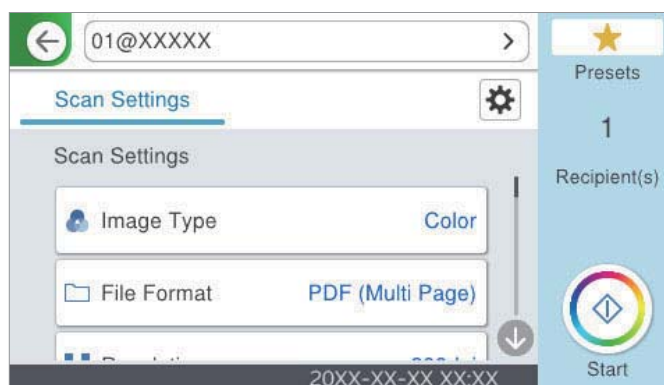 01@XXXXX
Presets
Scan Settings
1
Scan Settings
Recipient(s)
Image Type Color
File Format PDF (Multi Page)
Start
20XX-XX-XX XX:XX